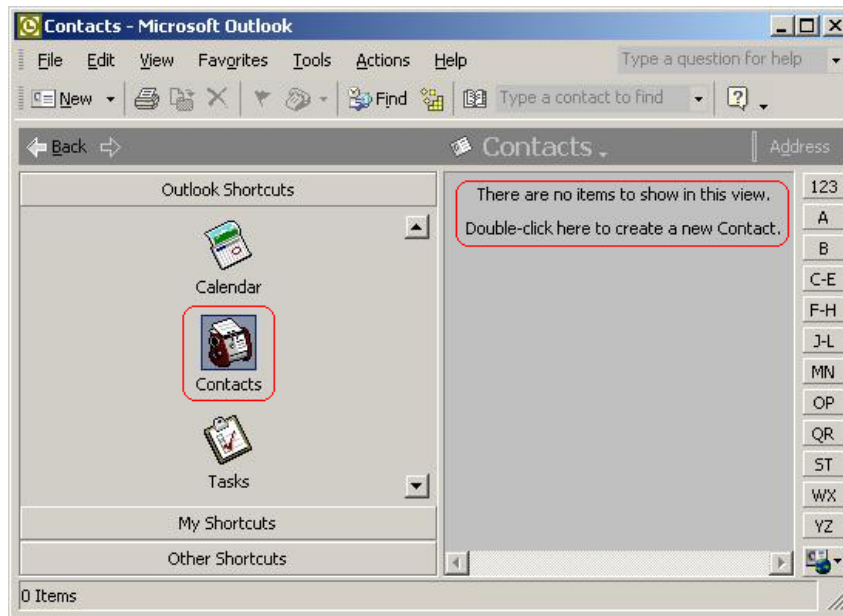 Contacts - Microsoft Outlook
File Edit View Favorites Tools Actions Help Type a question for help
New Find Type a contact to find
Back Contacts Address
Outlook Shortcuts
Calendar
Contacts
Tasks
My Shortcuts
Other Shortcuts
There are no items to show in this view.
Double-click here to create a new Contact.
123
A
B
C-E
F-H
J-L
MN
OP
QR
ST
WX
YZ
0 Items